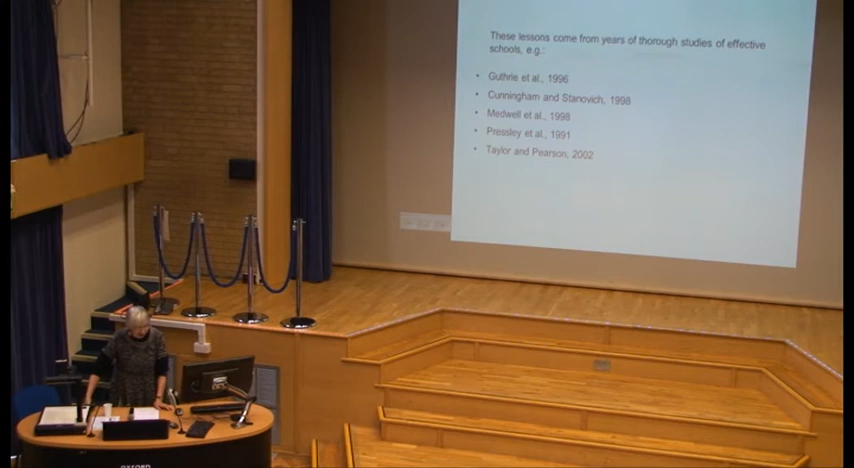 These lessons come from years of thorough studies of effective
schools, e.g.:
• Guthrie et al., 1996
• Cunningham and Stanovich, 1998
• Medwell et al., 1998
• Pressley et al., 1991
• Taylor and Pearson, 2002
OXFORD